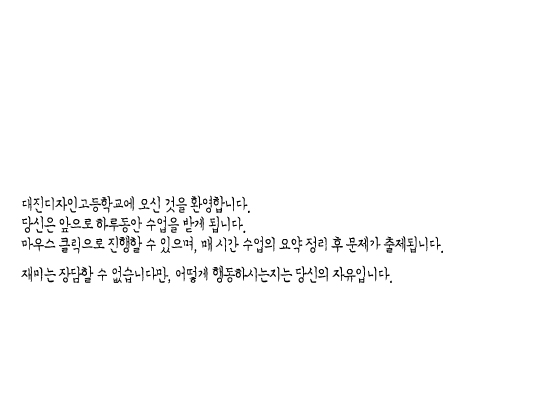 대진디자인고등학교에 오신 것을 환영합니다.
당신은 앞으로 하루동안 수업을 받게 됩니다.
마우스 클릭으로 진행할 수 있으며, 매 시간 수업의 요약 정리 후 문제가 출제됩니다.
재미는 장담할 수 없습니다만, 어떻게 행동하시는지는 당신의 자유입니다.